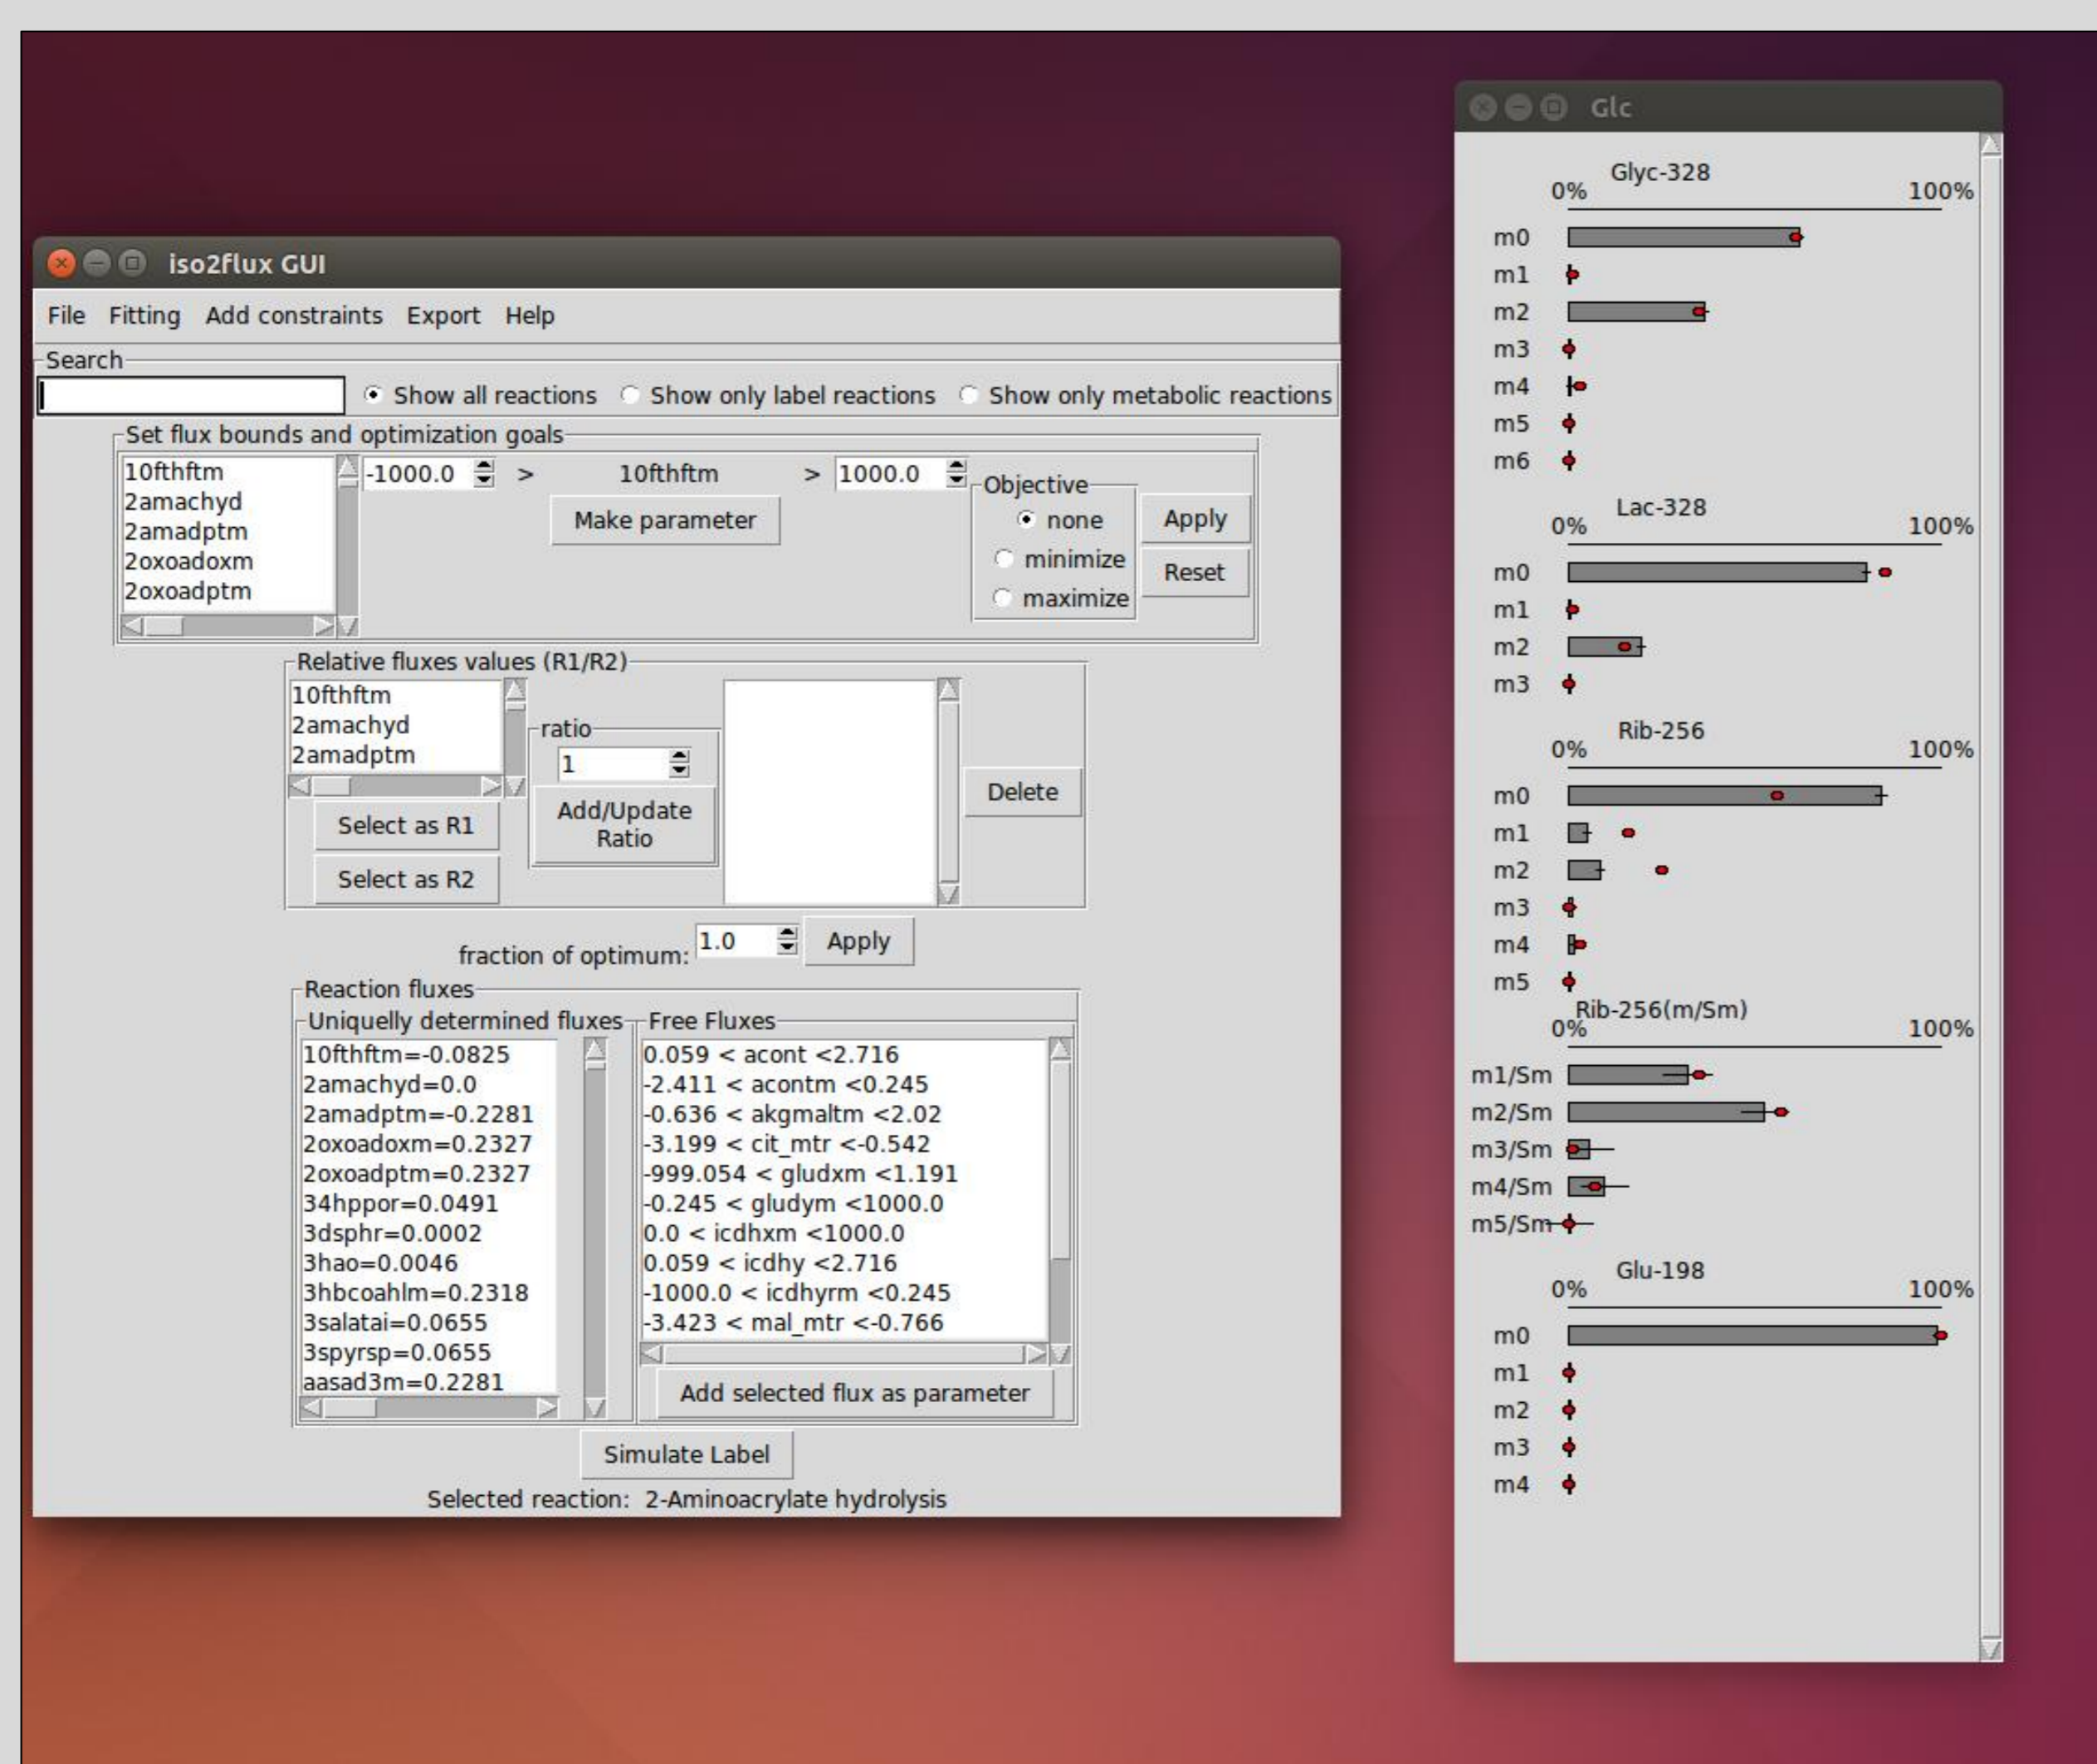 iso2flux GUI
File Fitting Add constraints Export Help
Search
Show all reactions Show only label reactions Show only metabolic reactions
Set flux bounds and optimization goals
10fthftm
2amachyd
2amadptm
2oxoadoxm
2oxoadptm
-1000.0 > 10fthftm > 1000.0
Make parameter
Objective
none
minimize
maximize
Apply
Reset
Relative fluxes values (R1/R2)
10fthftm
2amachyd
2amadptm
Select as R1
Select as R2
ratio
1
Add/Update
Ratio
Delete
fraction of optimum: 1.0 Apply
Reaction fluxes
Uniquelly determined fluxes
10fthftm=-0.0825
2amachyd=0.0
2amadptm=-0.2281
2oxoadoxm=0.2327
2oxoadptm=0.2327
34hppor=0.0491
3dsphr=0.0002
3hao=0.0046
3hbcoahlm=0.2318
3salatai=0.0655
3spyrsp=0.0655
aasad3m=0.2281
Free Fluxes
0.059 < acont <2.716
-2.411 < acontm <0.245
-0.636 < akgmaltm <2.02
-3.199 < cit_mtr <-0.542
-999.054 < gludxm <1.191
-0.245 < gludym <1000.0
0.0 < icdhxm <1000.0
0.059 < icdhy <2.716
-1000.0 < icdhyrm <0.245
-3.423 < mal_mtr <-0.766
Add selected flux as parameter
Simulate Label
Selected reaction: 2-Aminoacrylate hydrolysis
Glc
Glyc-328
0% 100%
m0
m1
m2
m3
m4
m5
m6
Lac-328
0% 100%
m0
m1
m2
m3
Rib-256
0% 100%
m0
m1
m2
m3
m4
m5
Rib-256(m/Sm)
0% 100%
m1/Sm
m2/Sm
m3/Sm
m4/Sm
m5/Sm
Glu-198
0% 100%
m0
m1
m2
m3
m4